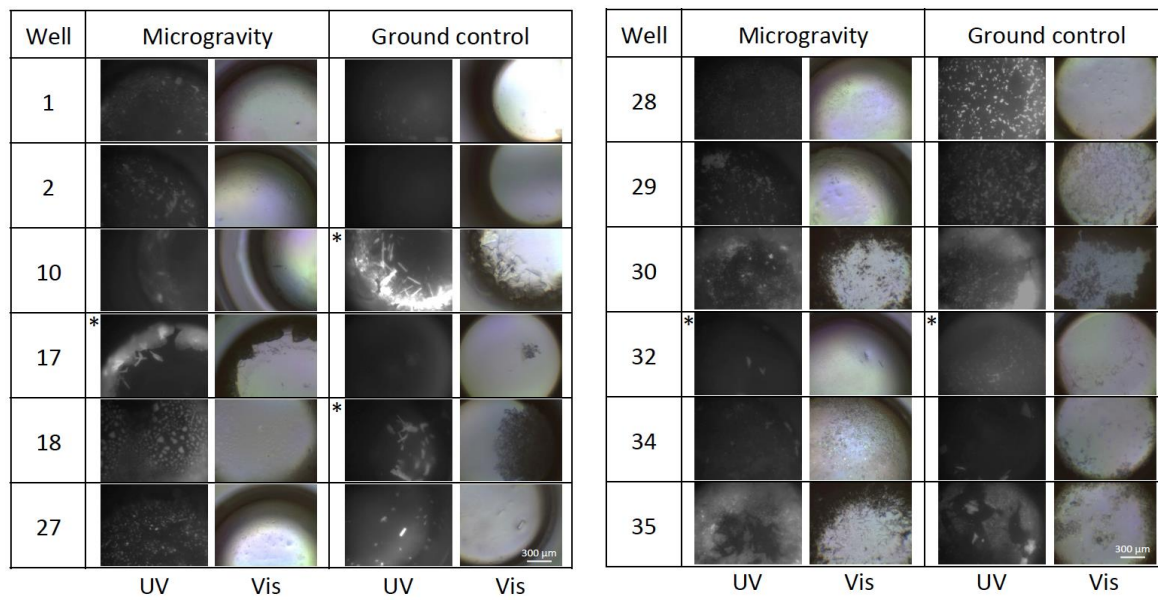 Well Microgravity Ground control
1
2
10 *
17 *
18 *
27
300 µm
UV Vis UV Vis
Well Microgravity Ground control
28
29
30
32 * *
34
35
300 µm
UV Vis UV Vis